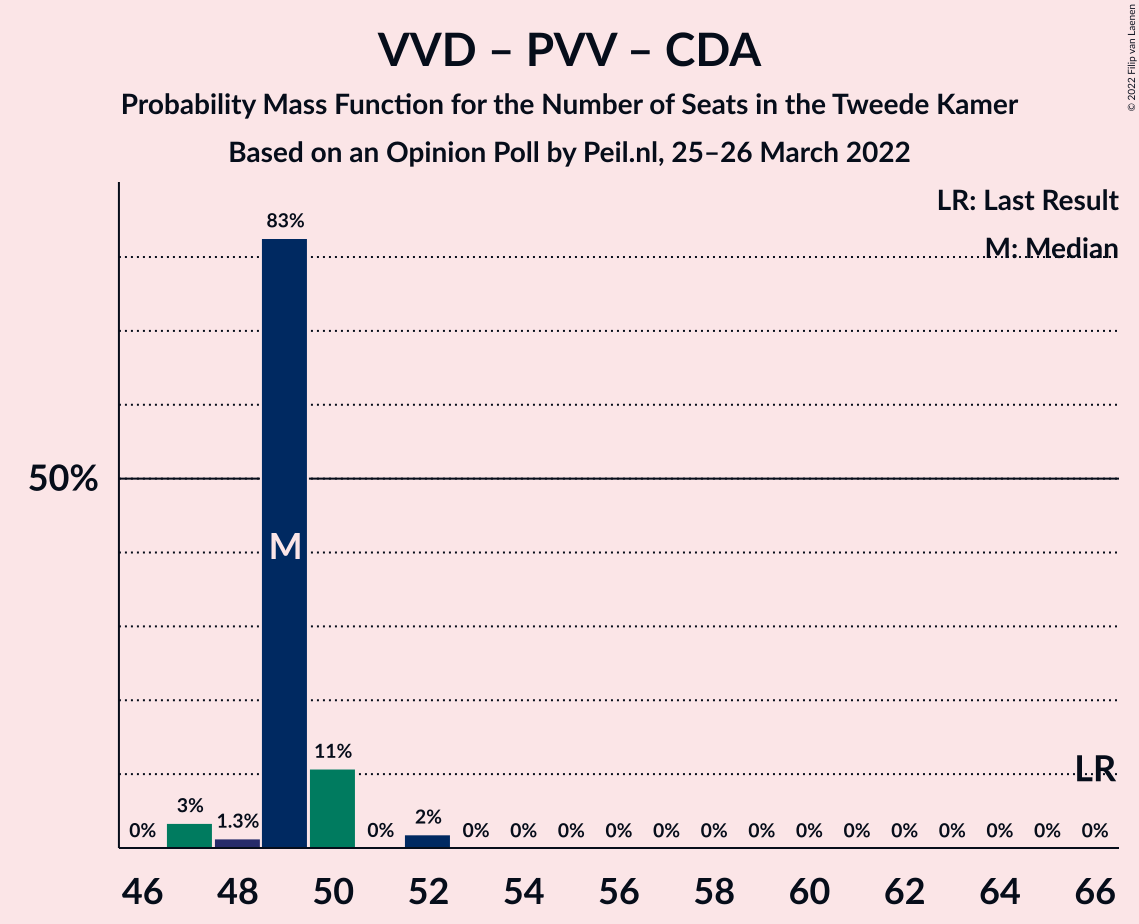 VVD – PVV – CDA
Probability Mass Function for the Number of Seats in the Tweede Kamer
Based on an Opinion Poll by Peil.nl, 25–26 March 2022
© 2022 Filip van Laenen
LR: Last Result
M: Median
50%
0% 3% 1.3% 83% 11% 0% 2% 0% 0% 0% 0% 0% 0% 0% 0% 0% 0% 0% 0% 0% 0%
M
LR
46 48 50 52 54 56 58 60 62 64 66